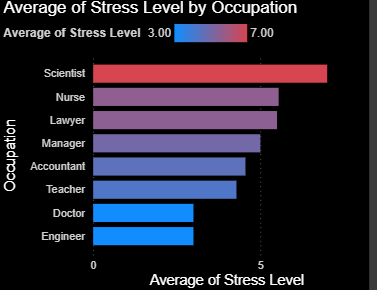 Average of Stress Level by Occupation
Average of Stress Level 3.00 7.00
Scientist
Nurse
Lawyer
Manager
Accountant
Teacher
Doctor
Engineer
Occupation
0 5
Average of Stress Level